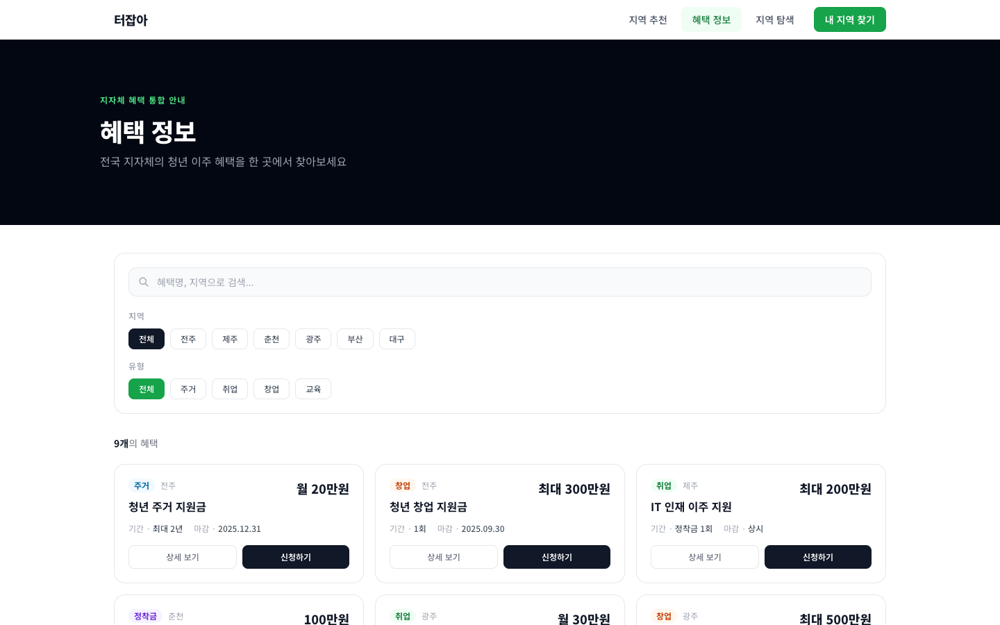 터잡아
지역 추천
혜택 정보
지역 탐색
내 지역 찾기
지자체 혜택 통합 안내
혜택 정보
전국 지자체의 청년 이주 혜택을 한 곳에서 찾아보세요
혜택명, 지역으로 검색...
지역
전체 전주 제주 춘천 광주 부산 대구
유형
전체 주거 취업 창업 교육
9개의 혜택
주거 전주 월 20만원
청년 주거 지원금
기간 · 최대 2년 마감 · 2025.12.31
상세 보기 신청하기
창업 전주 최대 300만원
청년 창업 지원금
기간 · 1회 마감 · 2025.09.30
상세 보기 신청하기
취업 제주 최대 200만원
IT 인재 이주 지원
기간 · 정착금 1회 마감 · 상시
상세 보기 신청하기
정착금 춘천 100만원
취업 광주 월 30만원
창업 광주 최대 500만원